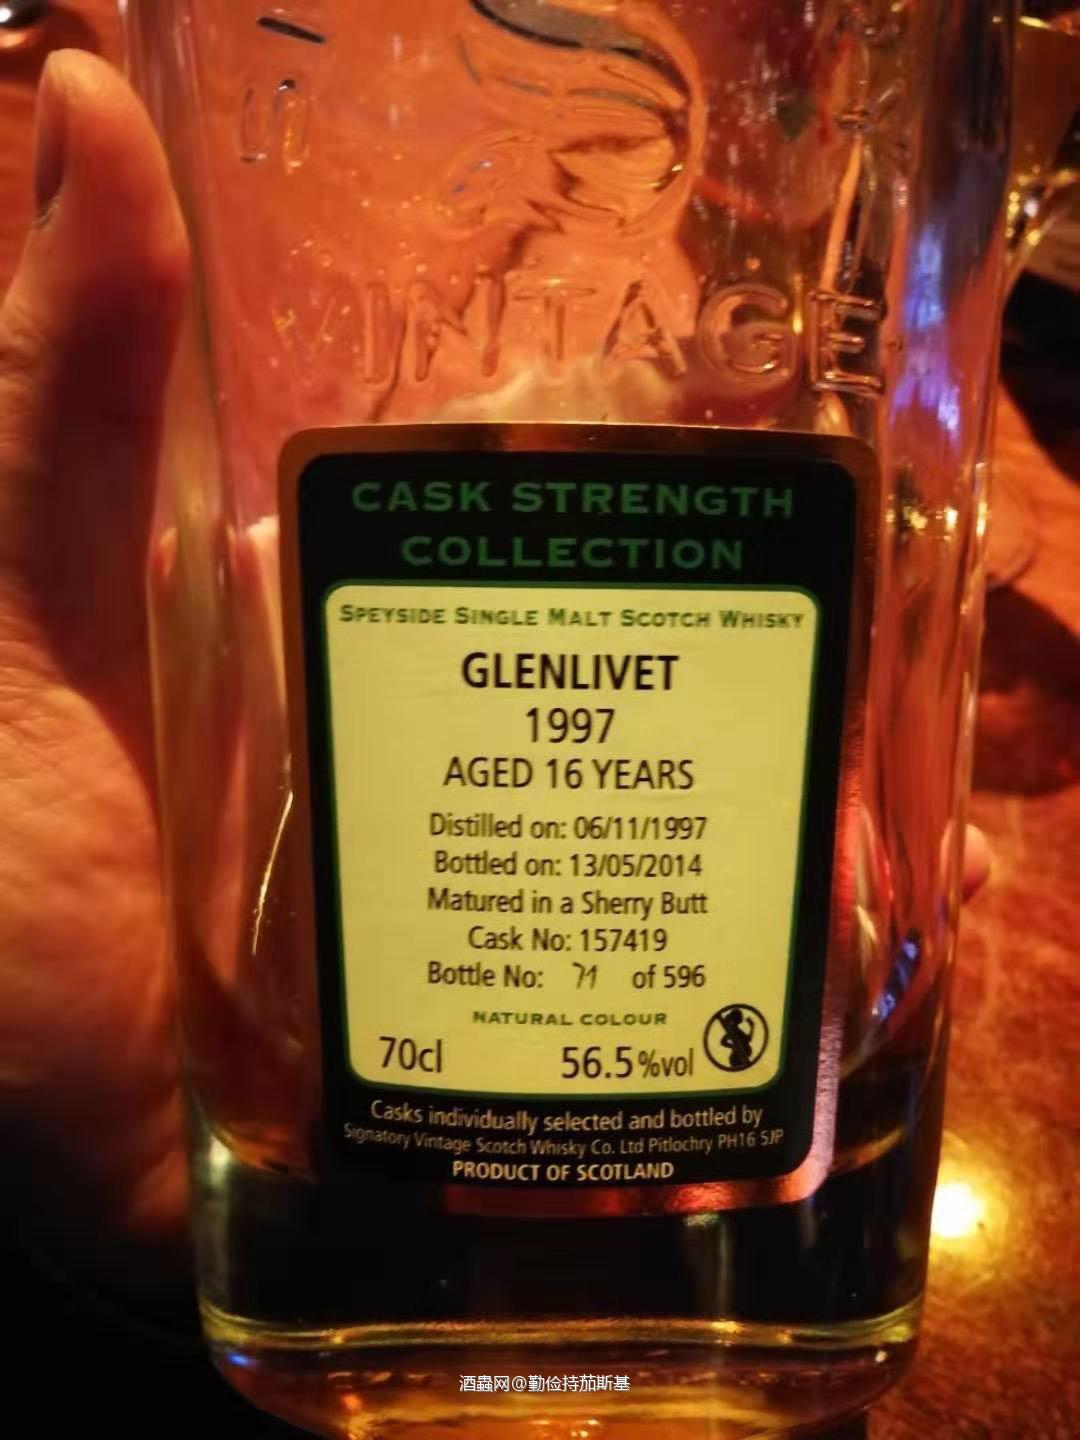 VINTAGE
CASK STRENGTH
COLLECTION
SPEYSIDE SINGLE MALT SCOTCH WHISKY
GLENLIVET
1997
AGED 16 YEARS
Distilled on: 06/11/1997
Bottled on: 13/05/2014
Matured in a Sherry Butt
Cask No: 157419
Bottle No: 71 of 596
NATURAL COLOUR
70cl 56.5%vol
Casks individually selected and bottled by
Signatory Vintage Scotch Whisky Co. Ltd Pitlochry PH16 5JP
PRODUCT OF SCOTLAND
酒蟲网@勤俭持茄斯基